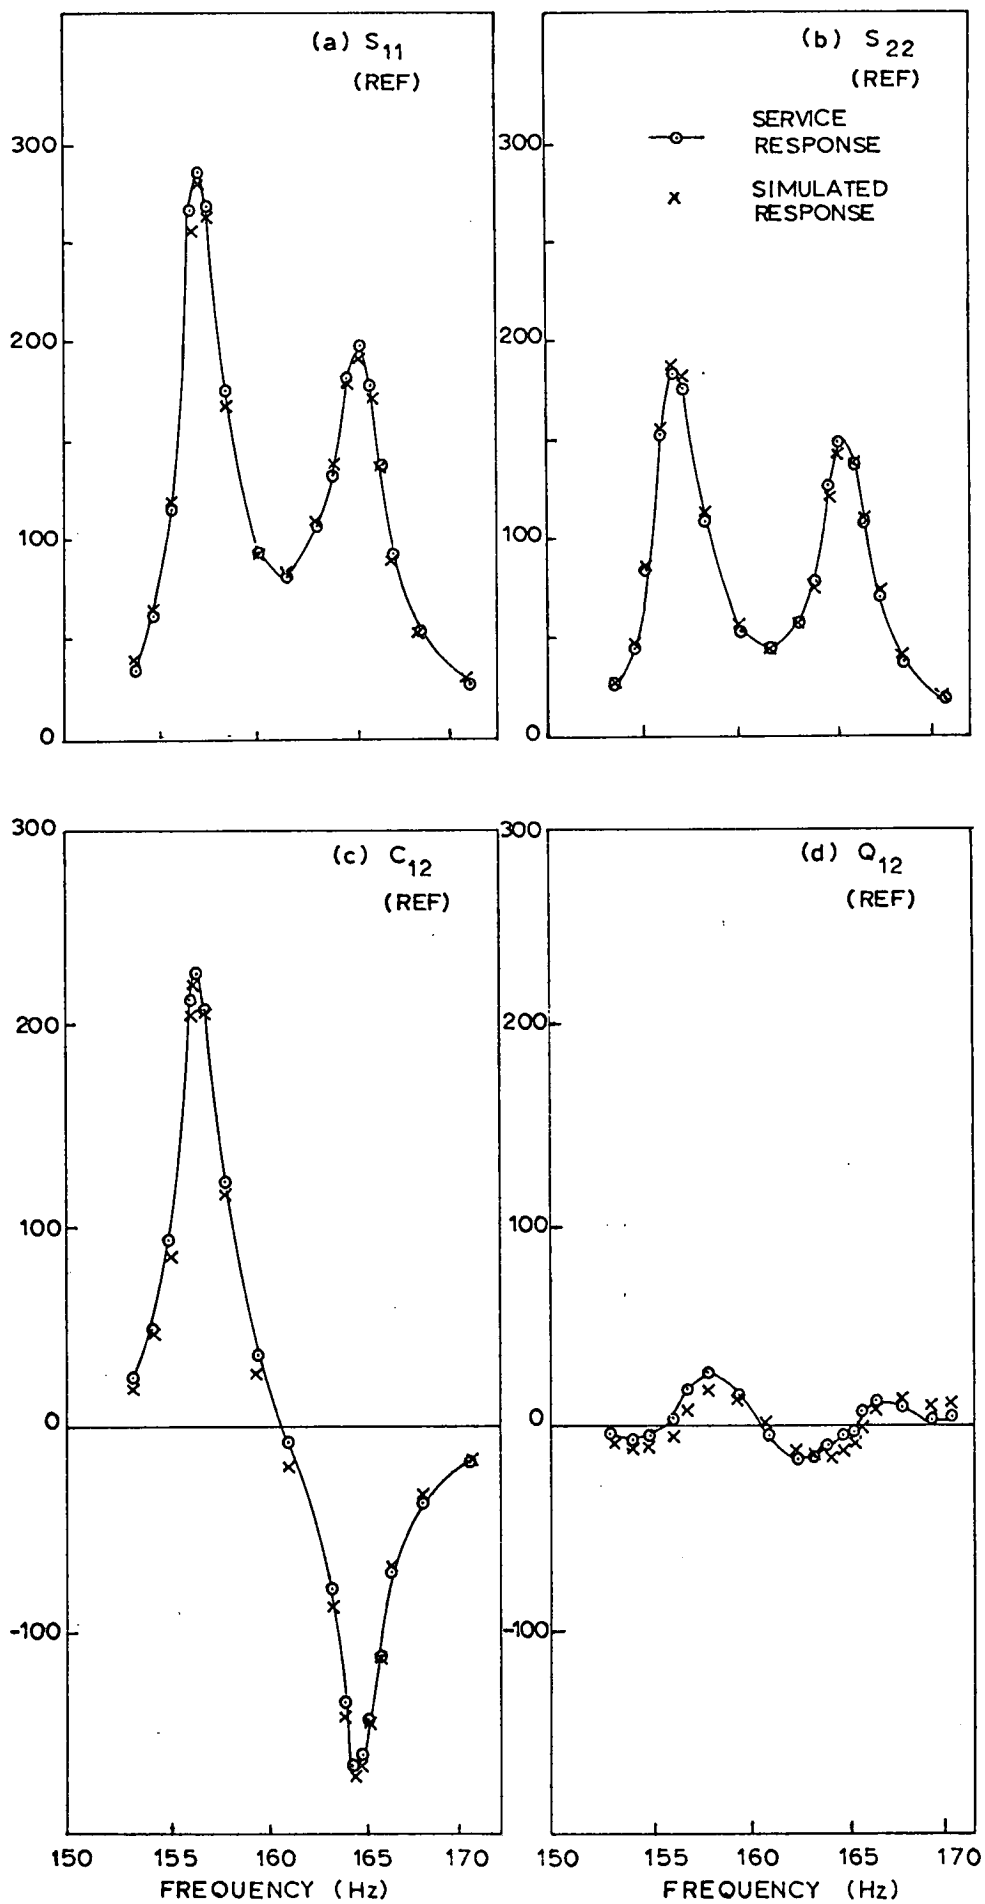 (a) S11
(REF)
300
200
100
0
(b) S22
(REF)
SERVICE
RESPONSE
SIMULATED
RESPONSE
300
200
100
0
(c) C12
(REF)
300
200
100
0
-100
150 155 160 165 170
FREQUENCY (Hz)
(d) Q12
(REF)
300
200
100
0
-100
150 155 160 165 170
FREQUENCY (Hz)